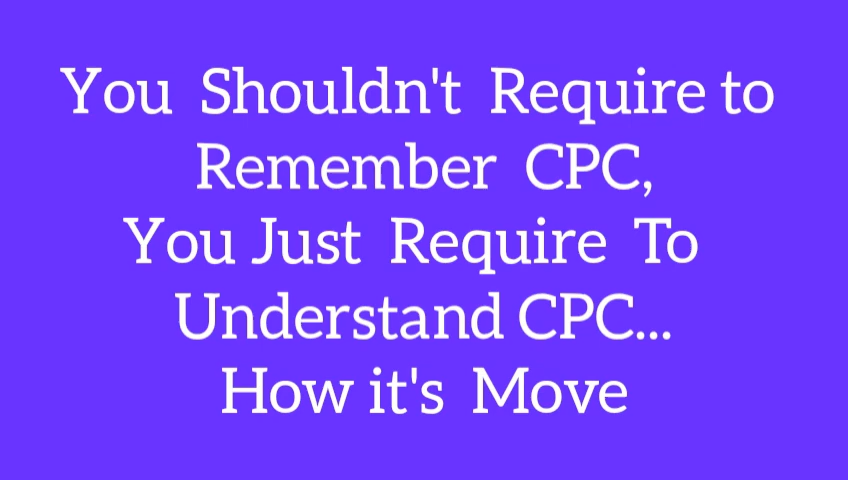 You Shouldn't Require to
Remember CPC,
You Just Require To
Understand CPC...
How it's Move